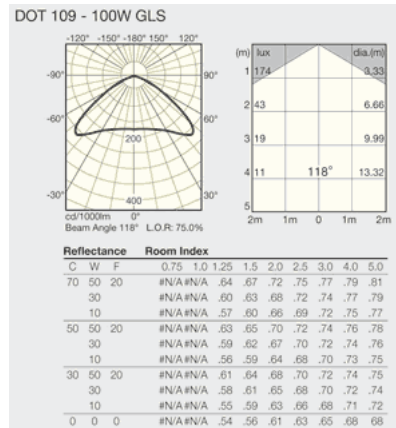 DOT 109 - 100W GLS
-120° -150° -180° 150° 120°
-90° 90°
-60° 60°
200
-30° 30°
400
cd/1000lm 0°
Beam Angle 118° L.O.R: 75.0%
(m) lux dia.(m)
1 174 3.33
2 43 6.66
3 19 9.99
4 11 118° 13.32
5
2m 1m 0 1m 2m
Reflectance Room Index
C W F 0.75 1.0 1.25 1.5 2.0 2.5 3.0 4.0 5.0
70 50 20 #N/A #N/A .64 .67 .72 .75 .77 .79 .81
30 #N/A #N/A .60 .63 .68 .72 .74 .77 .79
10 #N/A #N/A .57 .60 .66 .69 .72 .75 .77
50 50 20 #N/A #N/A .63 .65 .70 .72 .74 .76 .78
30 #N/A #N/A .59 .62 .67 .70 .72 .74 .76
10 #N/A #N/A .56 .59 .64 .68 .70 .73 .75
30 50 20 #N/A #N/A .61 .64 .68 .70 .72 .74 .75
30 #N/A #N/A .58 .61 .65 .68 .70 .72 .74
10 #N/A #N/A .55 .59 .63 .66 .68 .71 .72
0 0 0 #N/A #N/A .54 .56 .61 .63 .65 .68 68